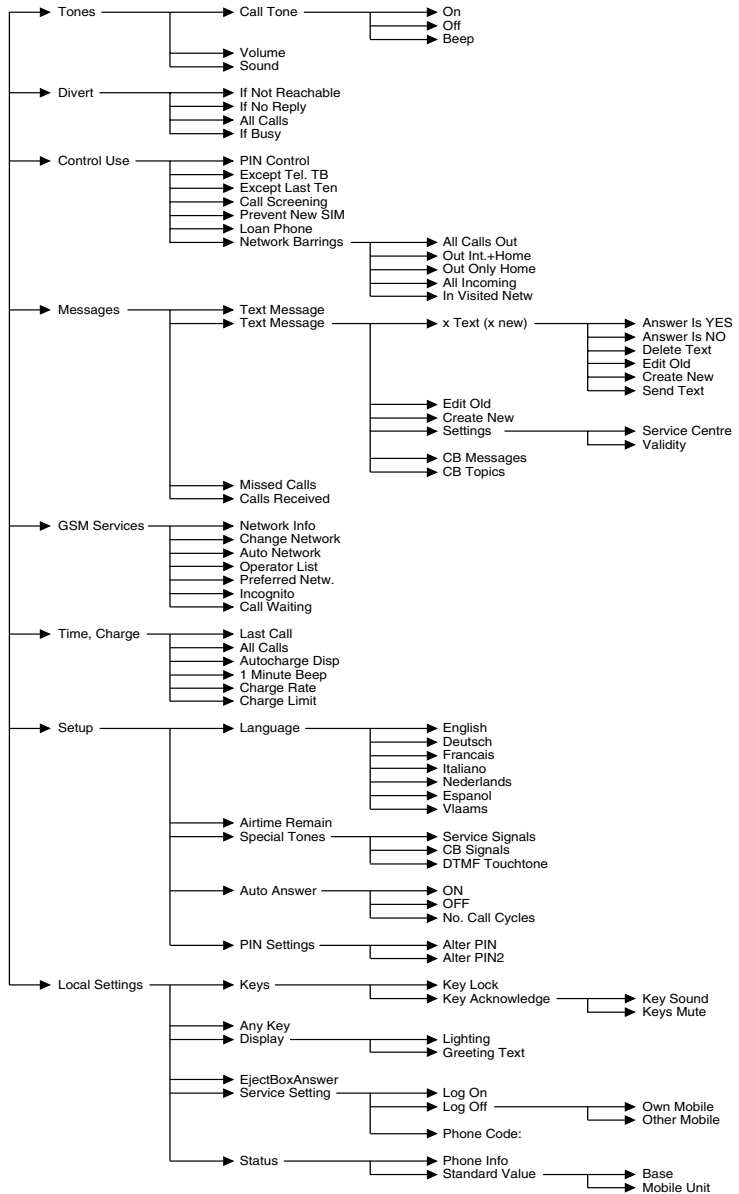 Tones
Call Tone
On
Off
Beep
Volume
Sound
Divert
If Not Reachable
If No Reply
All Calls
If Busy
Control Use
PIN Control
Except Tel. TB
Except Last Ten
Call Screening
Prevent New SIM
Loan Phone
Network Barrings
All Calls Out
Out Int.+Home
Out Only Home
All Incoming
In Visited Netw
Messages
Text Message
Text Message
x Text (x new)
Answer Is YES
Answer Is NO
Delete Text
Edit Old
Create New
Send Text
Edit Old
Create New
Settings
Service Centre
Validity
CB Messages
CB Topics
Missed Calls
Calls Received
GSM Services
Network Info
Change Network
Auto Network
Operator List
Preferred Netw.
Incognito
Call Waiting
Time, Charge
Last Call
All Calls
Autocharge Disp
1 Minute Beep
Charge Rate
Charge Limit
Setup
Language
English
Deutsch
Francais
Italiano
Nederlands
Espanol
Vlaams
Airtime Remain
Special Tones
Service Signals
CB Signals
DTMF Touchtone
Auto Answer
ON
OFF
No. Call Cycles
PIN Settings
Alter PIN
Alter PIN2
Local Settings
Keys
Key Lock
Key Acknowledge
Key Sound
Keys Mute
Any Key
Display
Lighting
Greeting Text
EjectBoxAnswer
Service Setting
Log On
Log Off
Own Mobile
Other Mobile
Phone Code:
Status
Phone Info
Standard Value
Base
Mobile Unit